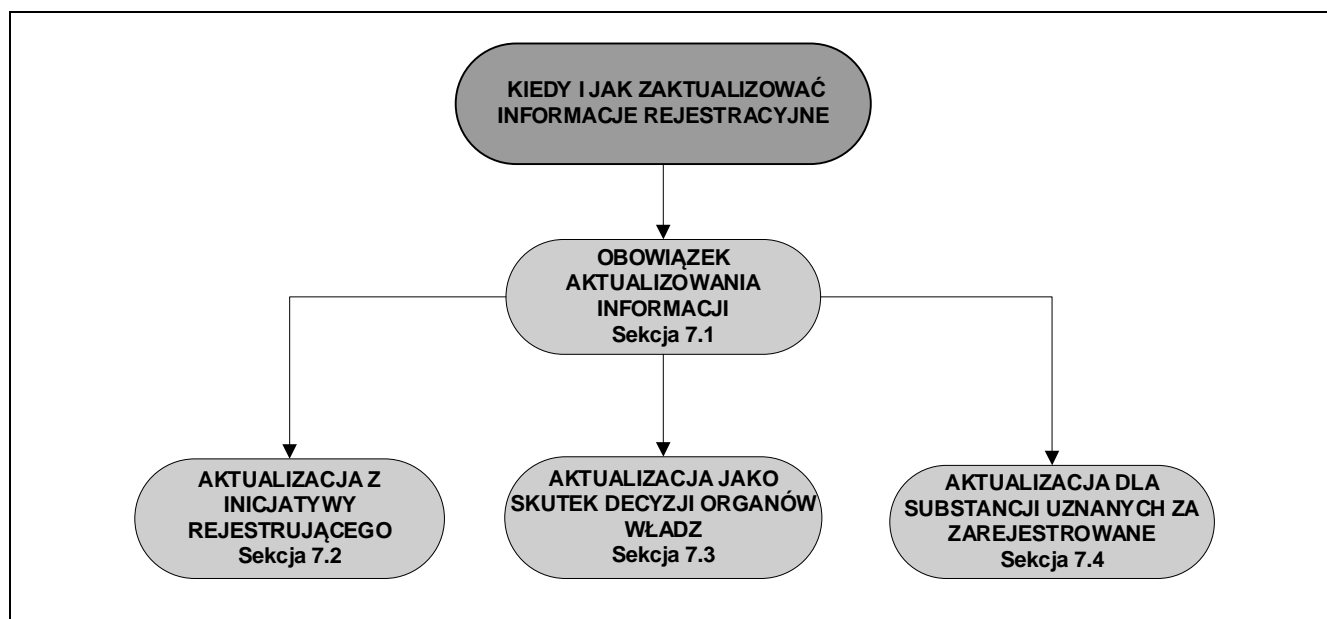 KIEDY I JAK ZAKTUALIZOWAĆ
INFORMACJE REJESTRACYJNE
OBOWIĄZEK
AKTUALIZOWANIA
INFORMACJI
Sekcja 7.1
AKTUALIZACJA Z
INICJATYWY
REJESTRUJĄCEGO
Sekcja 7.2
AKTUALIZACJA JAKO
SKUTEK DECYZJI ORGANÓW
WŁADZ
Sekcja 7.3
AKTUALIZACJA DLA
SUBSTANCJI UZNANYCH ZA
ZAREJESTROWANE
Sekcja 7.4